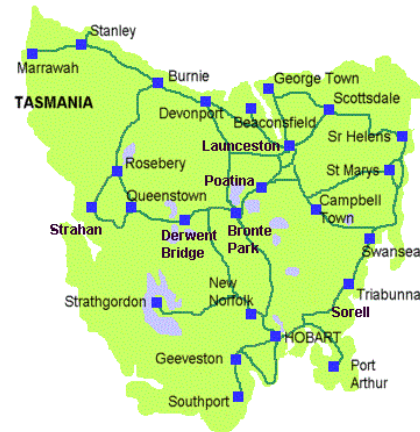 Stanley
Marrawah
Burnie
George Town
TASMANIA
Devonport
Scottsdale
Beaconsfield
Launceston
Sr Helens
Rosebery
Poatina
St Marys
Queenstown
Campbell
Town
Strahan
Derwent
Bridge
Bronte
Park
Swansea
Strathgordon
New
Norfolk
Triabunna
Sorell
HOBART
Geeveston
Port
Arthur
Southport